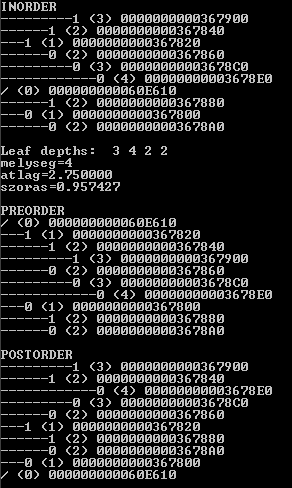 INORDER
---------1 (3) 0000000000367900
------1 (2) 0000000000367840
---1 (1) 0000000000367820
------0 (2) 0000000000367860
---------0 (3) 00000000003678C0
------------0 (4) 00000000003678E0
/ (0) 000000000060E610
------1 (2) 0000000000367880
---0 (1) 0000000000367800
------0 (2) 00000000003678A0
Leaf depths:  3 4 2 2
melyseg=4
atlag=2.750000
szoras=0.957427
PREORDER
/ (0) 000000000060E610
---1 (1) 0000000000367820
------1 (2) 0000000000367840
---------1 (3) 0000000000367900
------0 (2) 0000000000367860
---------0 (3) 00000000003678C0
------------0 (4) 00000000003678E0
---0 (1) 0000000000367800
------1 (2) 0000000000367880
------0 (2) 00000000003678A0
POSTORDER
---------1 (3) 0000000000367900
------1 (2) 0000000000367840
------------0 (4) 00000000003678E0
---------0 (3) 00000000003678C0
------0 (2) 0000000000367860
---1 (1) 0000000000367820
------1 (2) 0000000000367880
------0 (2) 00000000003678A0
---0 (1) 0000000000367800
/ (0) 000000000060E610